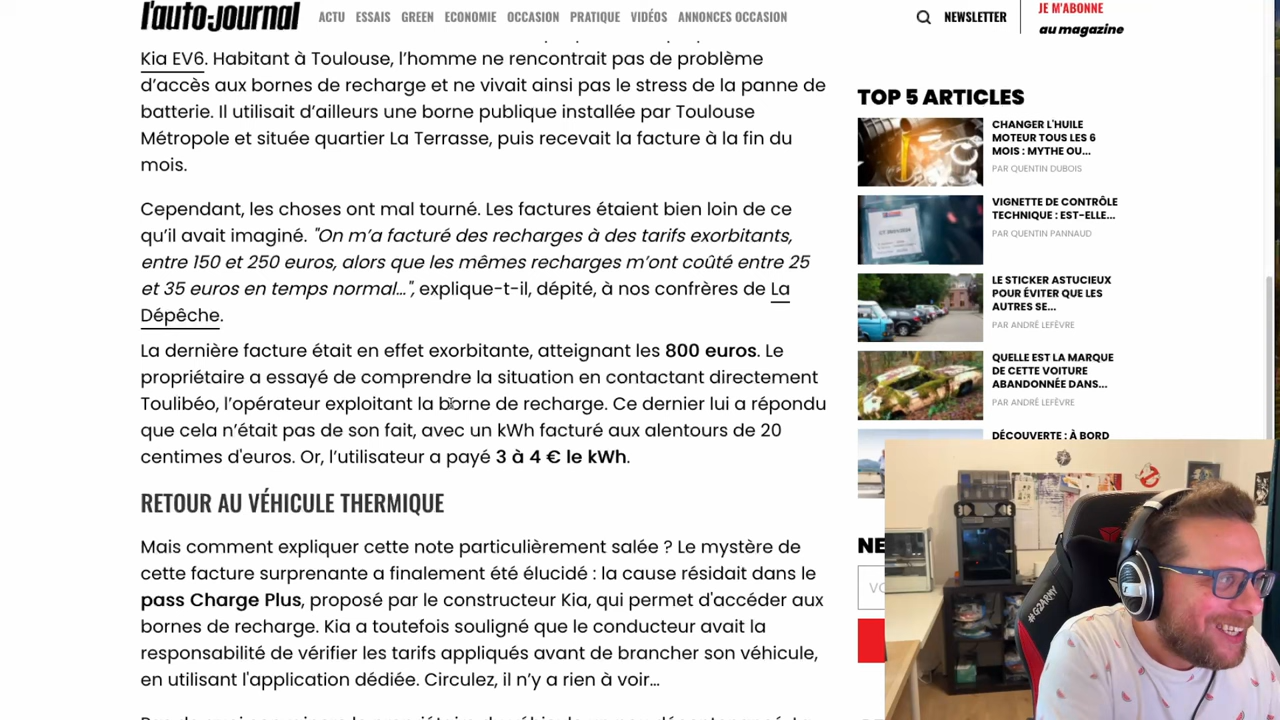 l'auto-journal
ACTU ESSAIS GREEN ECONOMIE OCCASION PRATIQUE VIDÉOS ANNONCES OCCASION
NEWSLETTER
JE M'ABONNE
au magazine
Kia EV6. Habitant à Toulouse, l’homme ne rencontrait pas de problème
d’accès aux bornes de recharge et ne vivait ainsi pas le stress de la panne de
batterie. Il utilisait d’ailleurs une borne publique installée par Toulouse
Métropole et située quartier La Terrasse, puis recevait la facture à la fin du
mois.
Cependant, les choses ont mal tourné. Les factures étaient bien loin de ce
qu’il avait imaginé. "On m’a facturé des recharges à des tarifs exorbitants,
entre 150 et 250 euros, alors que les mêmes recharges m’ont coûté entre 25
et 35 euros en temps normal…", explique-t-il, dépité, à nos confrères de La
Dépêche.
La dernière facture était en effet exorbitante, atteignant les 800 euros. Le
propriétaire a essayé de comprendre la situation en contactant directement
Toulibéo, l’opérateur exploitant la borne de recharge. Ce dernier lui a répondu
que cela n’était pas de son fait, avec un kWh facturé aux alentours de 20
centimes d'euros. Or, l’utilisateur a payé 3 à 4 € le kWh.
RETOUR AU VÉHICULE THERMIQUE
Mais comment expliquer cette note particulièrement salée ? Le mystère de
cette facture surprenante a finalement été élucidé : la cause résidait dans le
pass Charge Plus, proposé par le constructeur Kia, qui permet d'accéder aux
bornes de recharge. Kia a toutefois souligné que le conducteur avait la
responsabilité de vérifier les tarifs appliqués avant de brancher son véhicule,
en utilisant l'application dédiée. Circulez, il n’y a rien à voir…
TOP 5 ARTICLES
CHANGER L'HUILE
MOTEUR TOUS LES 6
MOIS : MYTHE OU...
PAR QUENTIN DUBOIS
VIGNETTE DE CONTRÔLE
TECHNIQUE : EST-ELLE...
PAR QUENTIN PANNAUD
LE STICKER ASTUCIEUX
POUR ÉVITER QUE LES
AUTRES SE...
PAR ANDRÉ LEFÈVRE
QUELLE EST LA MARQUE
DE CETTE VOITURE
ABANDONNÉE DANS...
PAR ANDRÉ LEFÈVRE
DÉCOUVERTE : À BORD
NE
VO
#G2ARMY